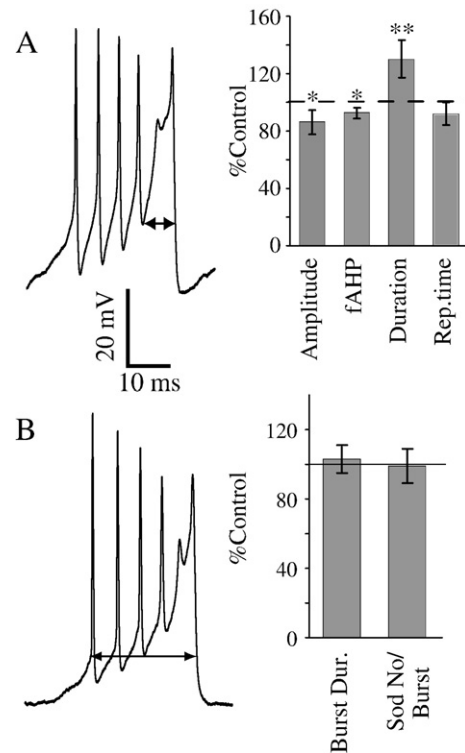 A
20 mV
10 ms
%Control
160
120
80
40
0
*
*
**
Amplitude
fAHP
Duration
Rep.time
B
%Control
120
80
40
0
Burst Dur.
Sod No/
Burst